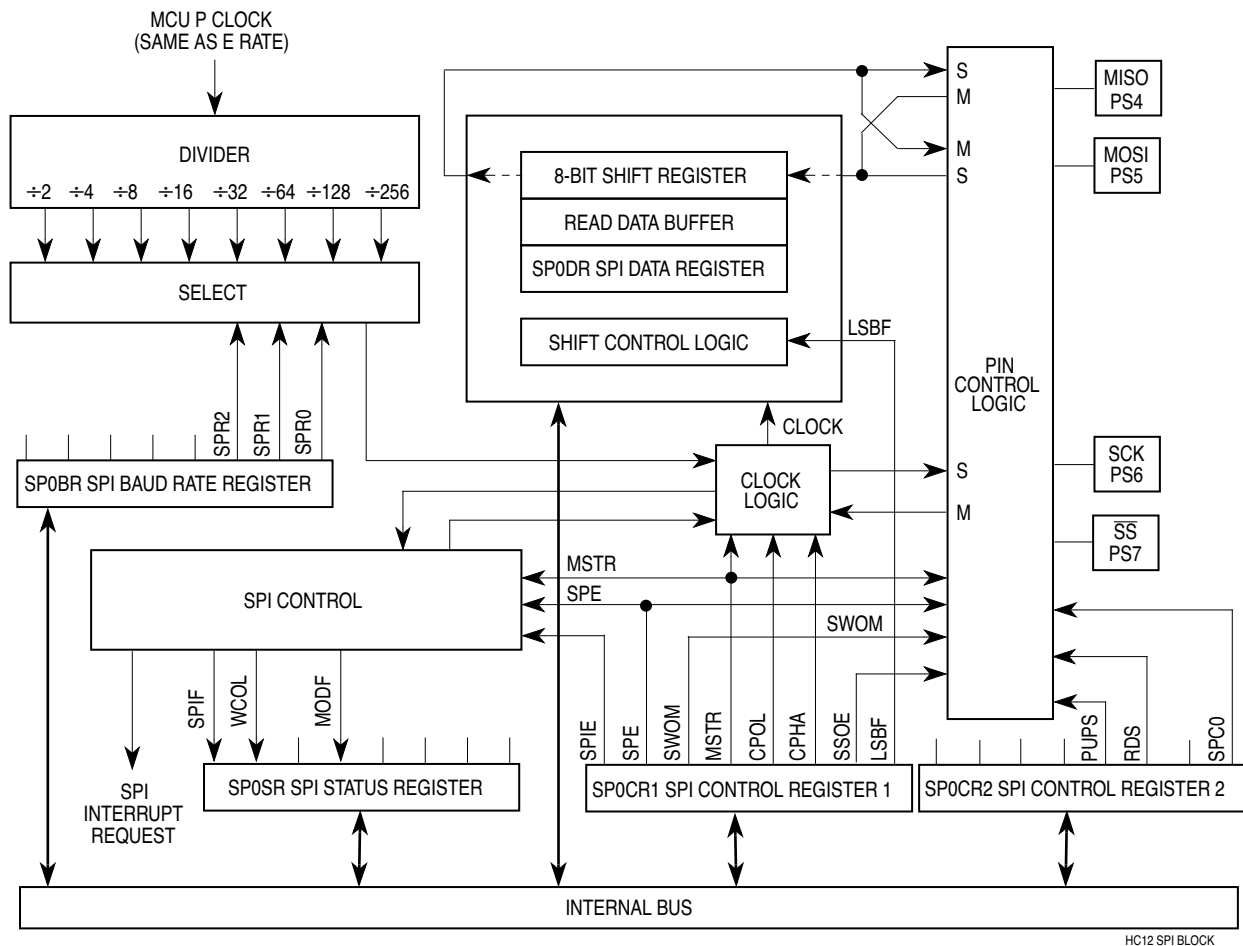 MCU P CLOCK
(SAME AS E RATE)
DIVIDER
÷2 ÷4 ÷8 ÷16 ÷32 ÷64 ÷128 ÷256
SELECT
SPR2
SPR1
SPR0
SP0BR SPI BAUD RATE REGISTER
8-BIT SHIFT REGISTER
READ DATA BUFFER
SP0DR SPI DATA REGISTER
SHIFT CONTROL LOGIC
LSBF
CLOCK
CLOCK
LOGIC
S
M
M
S
S
M
PIN
CONTROL
LOGIC
MISO
PS4
MOSI
PS5
SCK
PS6
SS
PS7
SPI CONTROL
MSTR
SPE
SWOM
SPIF
WCOL
MODF
SPI
INTERRUPT
REQUEST
SP0SR SPI STATUS REGISTER
SPIE
SPE
SWOM
MSTR
CPOL
CPHA
SSOE
LSBF
SP0CR1 SPI CONTROL REGISTER 1
PUPS
RDS
SPC0
SP0CR2 SPI CONTROL REGISTER 2
INTERNAL BUS
HC12 SPI BLOCK